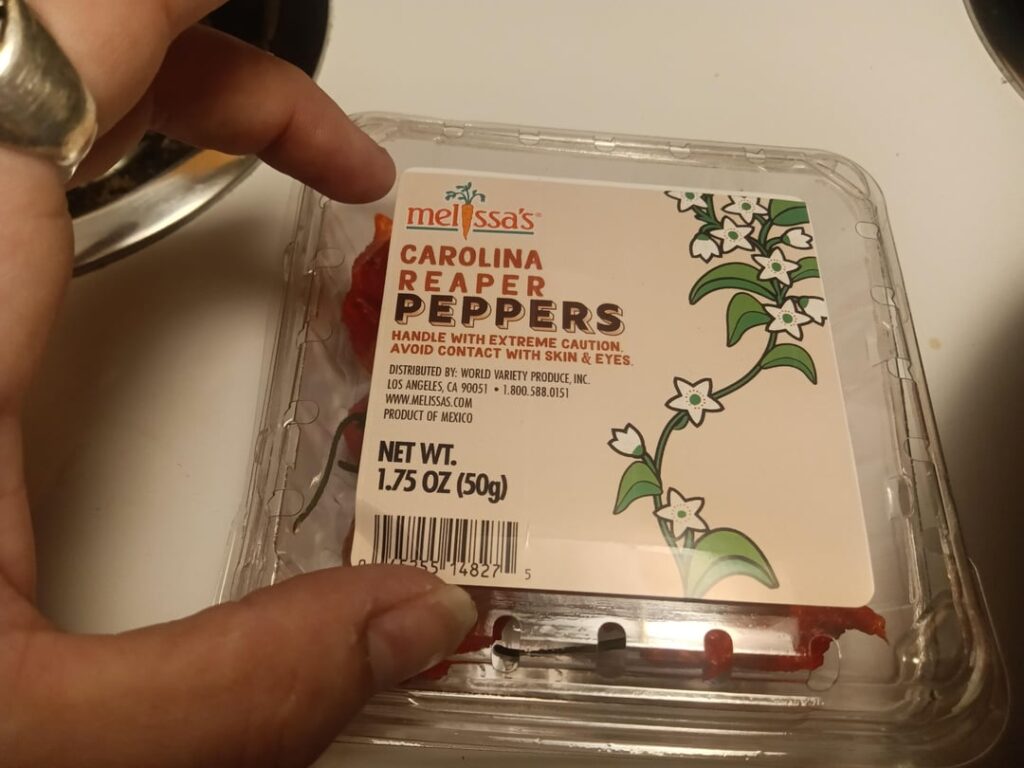 melissa's®
CAROLINA
REAPER
PEPPERS
HANDLE WITH EXTREME CAUTION.
AVOID CONTACT WITH SKIN & EYES.
DISTRIBUTED BY: WORLD VARIETY PRODUCE, INC.
LOS ANGELES, CA 90051 • 1.800.588.0151
WWW.MELISSAS.COM
PRODUCT OF MEXICO
NET WT.
1.75 OZ (50g)
14827 5